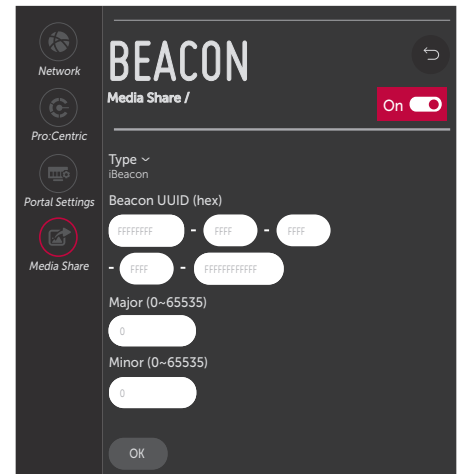 Network
Pro:Centric
Portal Settings
Media Share
BEACON
Media Share /
On
Type
iBeacon
Beacon UUID (hex)
FFFFFFFF - FFFF - FFFF
- FFFF - FFFFFFFFFFFF
Major (0~65535)
0
Minor (0~65535)
0
OK